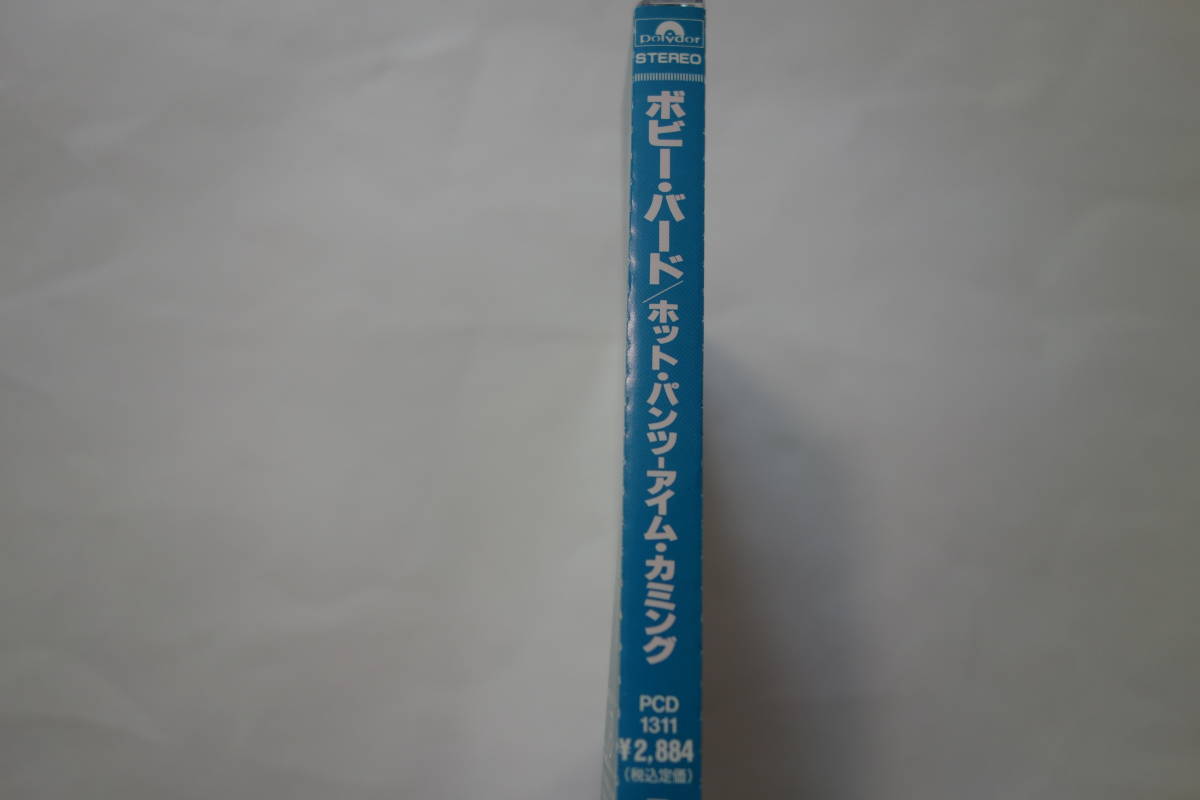 polydor
STEREO
ボビー・バード/ホット・パンツ-アイム・カミング
PCD
1311
¥2,884
(税込定価)